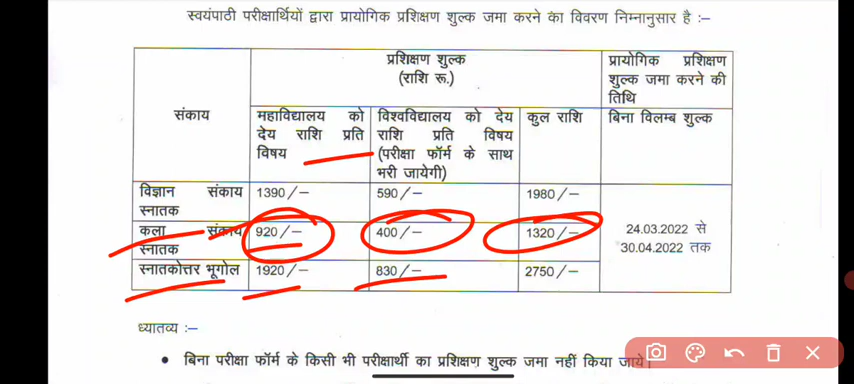 स्वयंपाठी परीक्षार्थियों द्वारा प्रायोगिक प्रशिक्षण शुल्क जमा करने का विवरण निम्नानुसार है :–
संकाय
प्रशिक्षण शुल्क
(राशि रू.)
प्रायोगिक प्रशिक्षण
शुल्क जमा करने की
तिथि
महाविद्यालय को
देय राशि प्रति
विषय
विश्वविद्यालय को देय
राशि प्रति विषय
(परीक्षा फॉर्म के साथ
भरी जायेगी)
कुल राशि
बिना विलम्ब शुल्क
विज्ञान संकाय
स्नातक
1390/–
590/–
1980/–
24.03.2022 से
30.04.2022 तक
कला संकाय
स्नातक
920/–
400/–
1320/–
स्नातकोत्तर भूगोल
1920/–
830/–
2750/–
ध्यातव्य :–
• बिना परीक्षा फॉर्म के किसी भी परीक्षार्थी का प्रशिक्षण शुल्क जमा नहीं किया जाये।